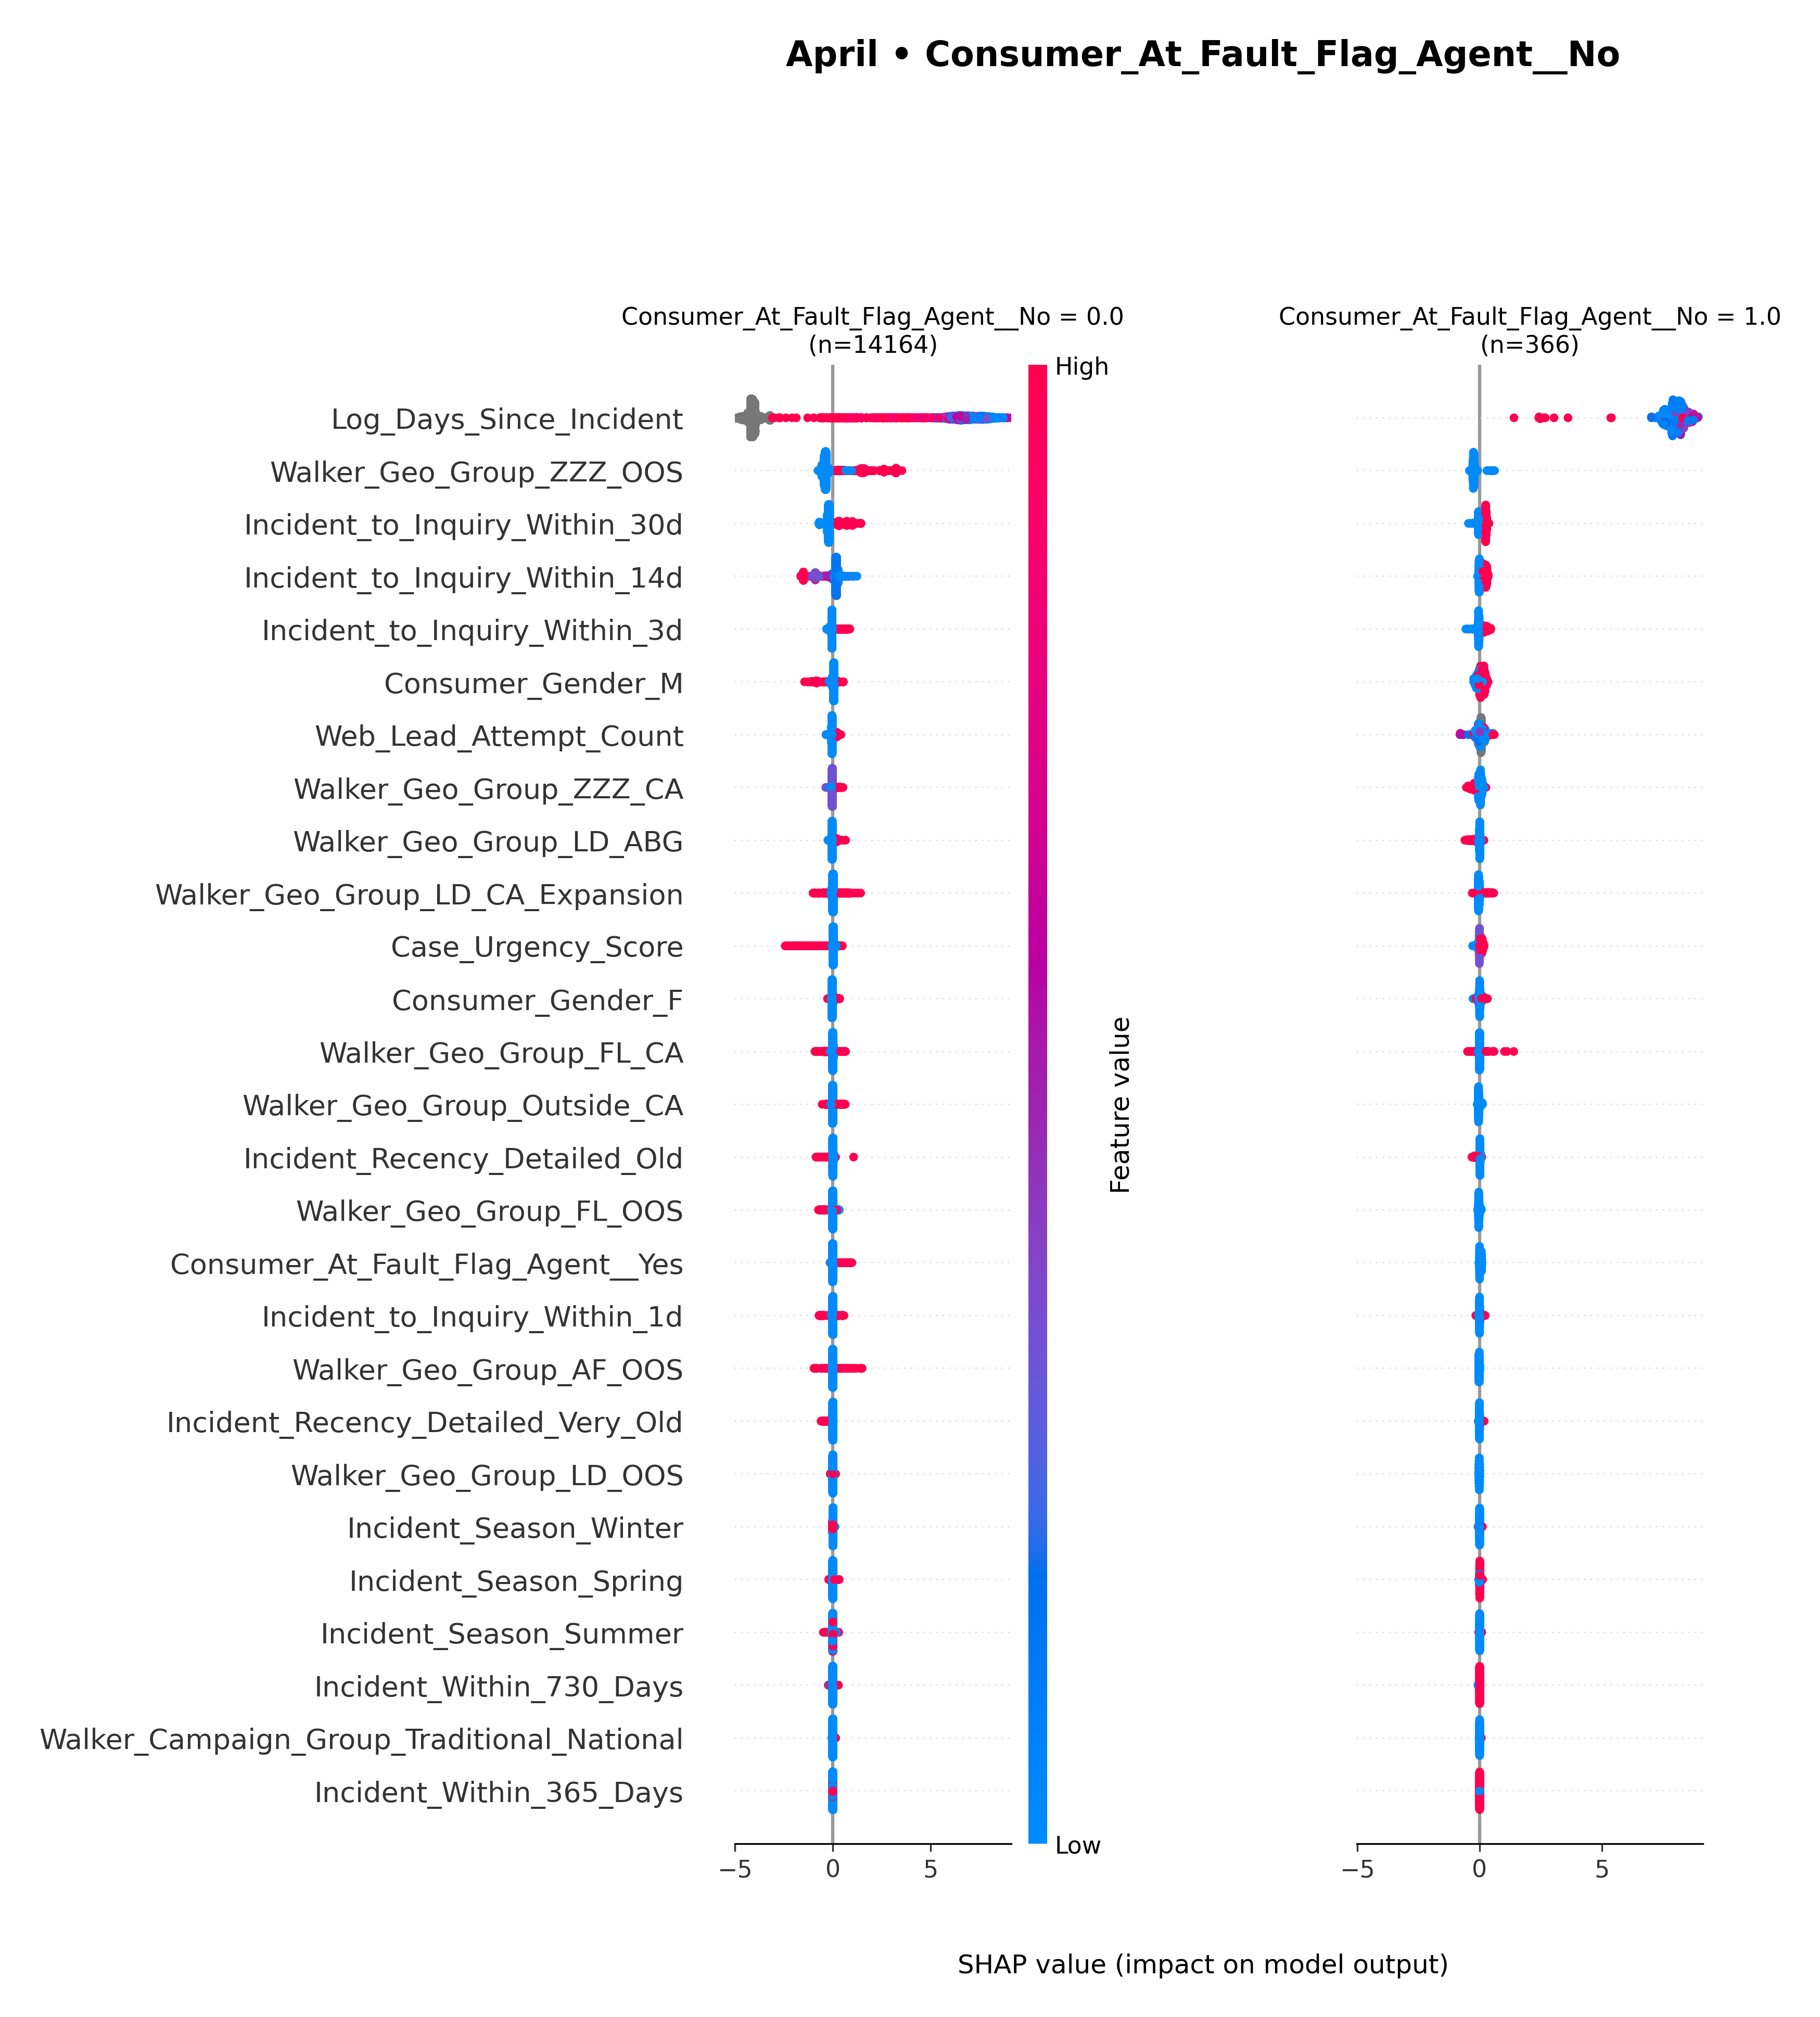 April • Consumer_At_Fault_Flag_Agent__No
Consumer_At_Fault_Flag_Agent__No = 0.0
(n=14164)
Consumer_At_Fault_Flag_Agent__No = 1.0
(n=366)
High
Log_Days_Since_Incident
Walker_Geo_Group_ZZZ_OOS
Incident_to_Inquiry_Within_30d
Incident_to_Inquiry_Within_14d
Incident_to_Inquiry_Within_3d
Consumer_Gender_M
Web_Lead_Attempt_Count
Walker_Geo_Group_ZZZ_CA
Walker_Geo_Group_LD_ABG
Walker_Geo_Group_LD_CA_Expansion
Case_Urgency_Score
Consumer_Gender_F
Walker_Geo_Group_FL_CA
Walker_Geo_Group_Outside_CA
Incident_Recency_Detailed_Old
Walker_Geo_Group_FL_OOS
Consumer_At_Fault_Flag_Agent__Yes
Incident_to_Inquiry_Within_1d
Walker_Geo_Group_AF_OOS
Incident_Recency_Detailed_Very_Old
Walker_Geo_Group_LD_OOS
Incident_Season_Winter
Incident_Season_Spring
Incident_Season_Summer
Incident_Within_730_Days
Walker_Campaign_Group_Traditional_National
Incident_Within_365_Days
Feature value
Low
−5 0 5
−5 0 5
SHAP value (impact on model output)